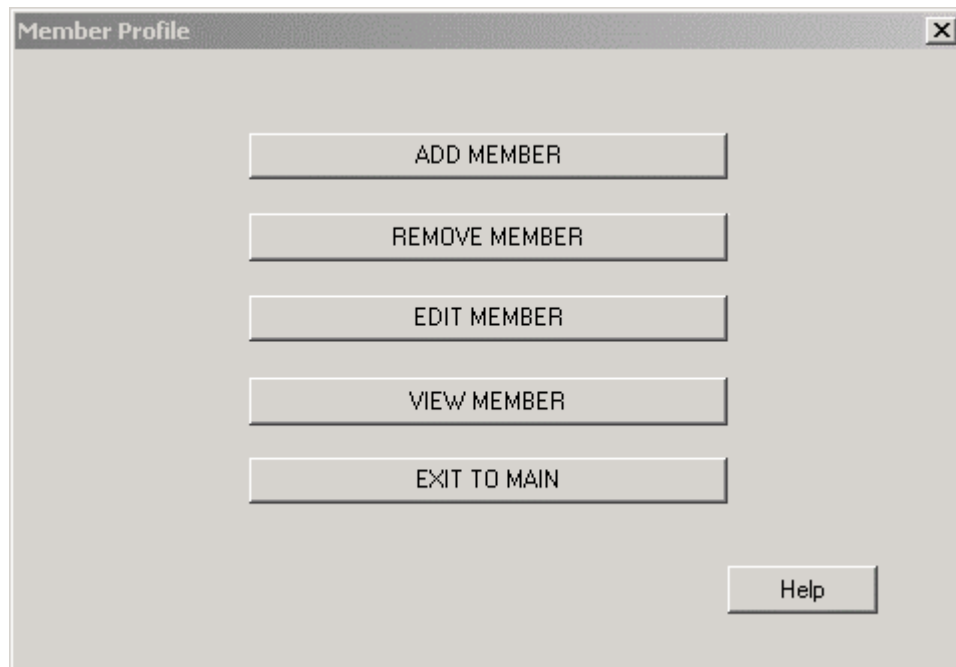 Member Profile
ADD MEMBER
REMOVE MEMBER
EDIT MEMBER
VIEW MEMBER
EXIT TO MAIN
Help